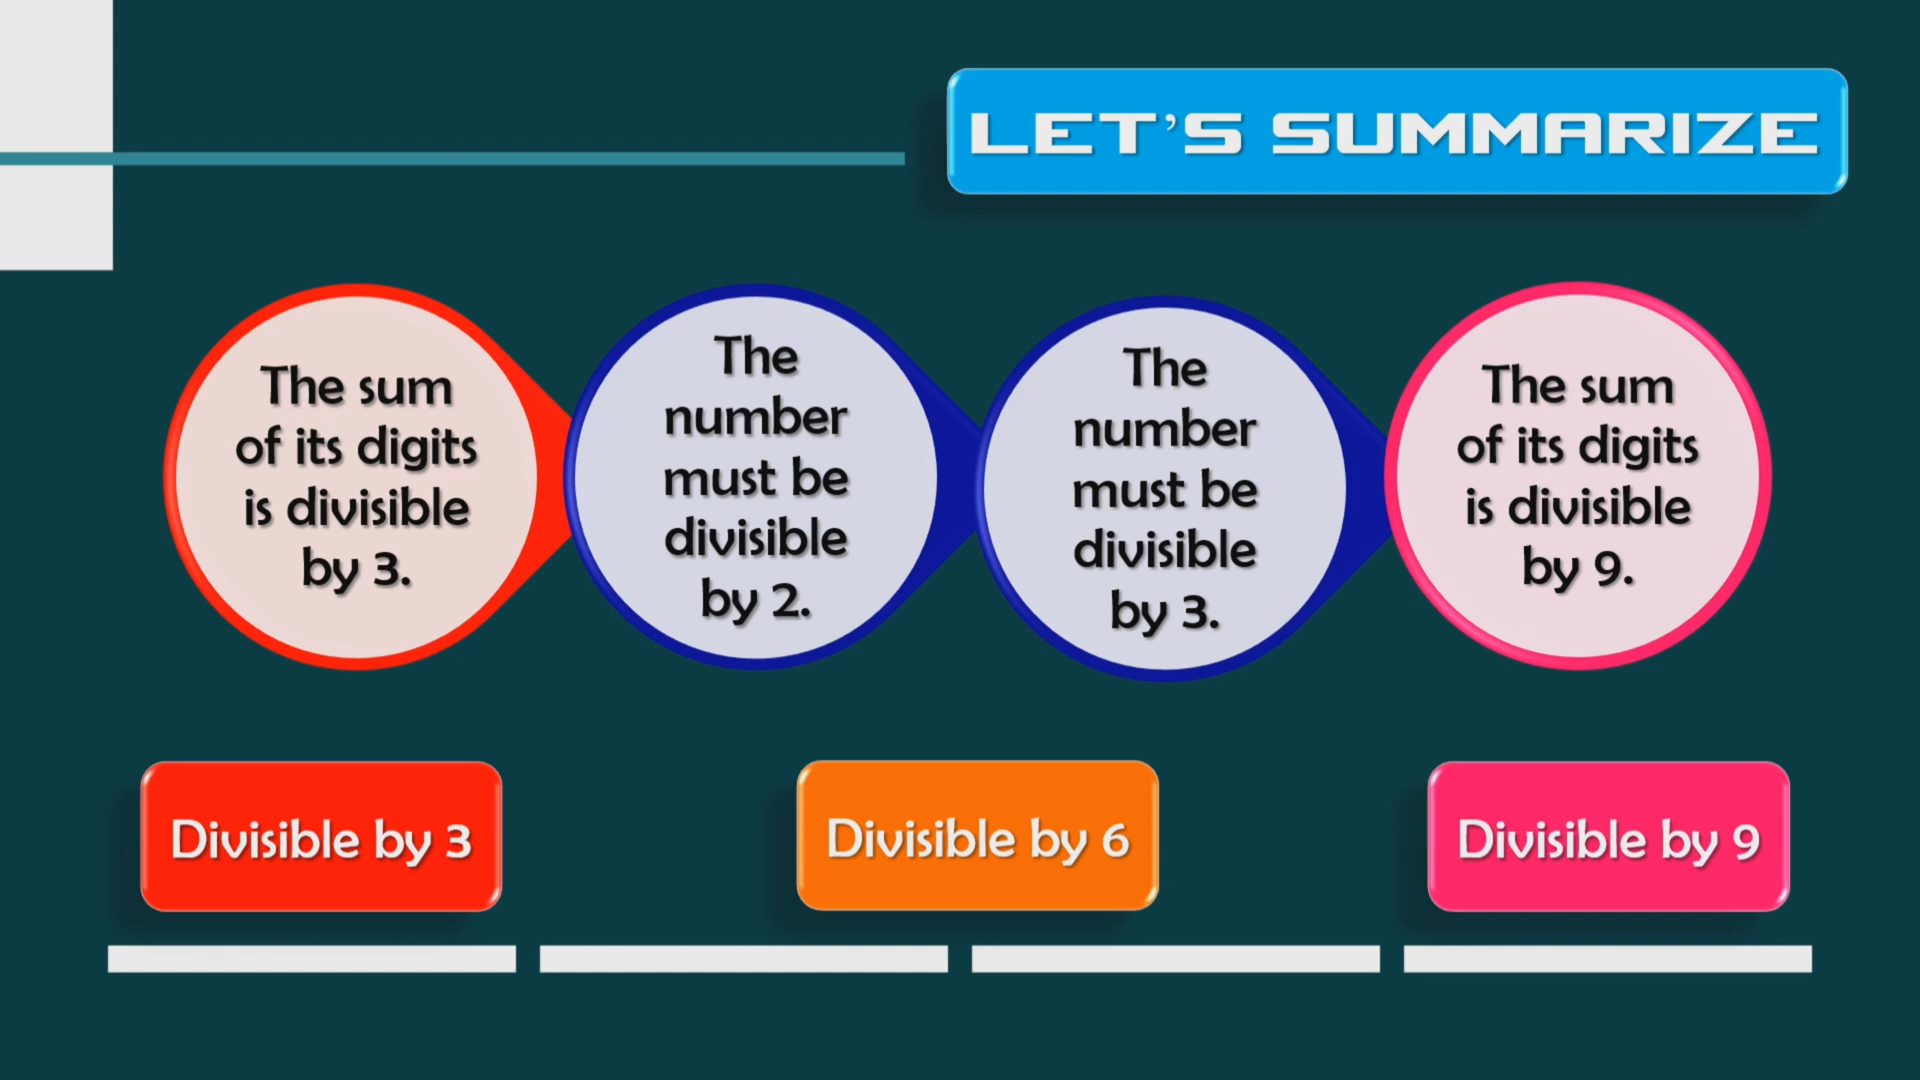 LET'S SUMMARIZE
The sum
of its digits
is divisible
by 3.
The
number
must be
divisible
by 2.
The
number
must be
divisible
by 3.
The sum
of its digits
is divisible
by 9.
Divisible by 3
Divisible by 6
Divisible by 9